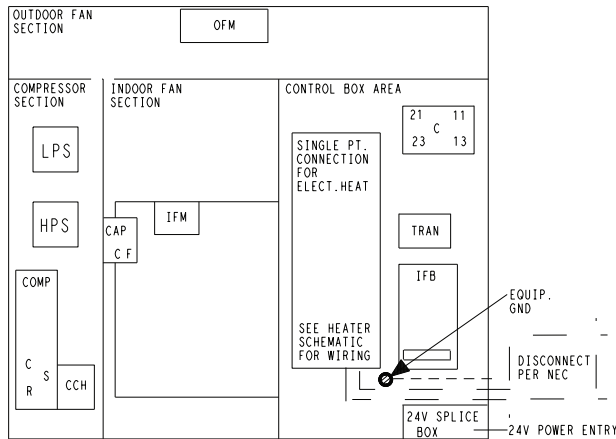 OUTDOOR FAN
SECTION
OFM
COMPRESSOR
SECTION
INDOOR FAN
SECTION
CONTROL BOX AREA
LPS
HPS
COMP
C
S
R
CCH
CAP
C F
IFM
SINGLE PT.
CONNECTION
FOR
ELECT.HEAT
SEE HEATER
SCHEMATIC
FOR WIRING
21 11
C
23 13
TRAN
IFB
EQUIP.
GND
DISCONNECT
PER NEC
24V SPLICE
BOX
24V POWER ENTRY